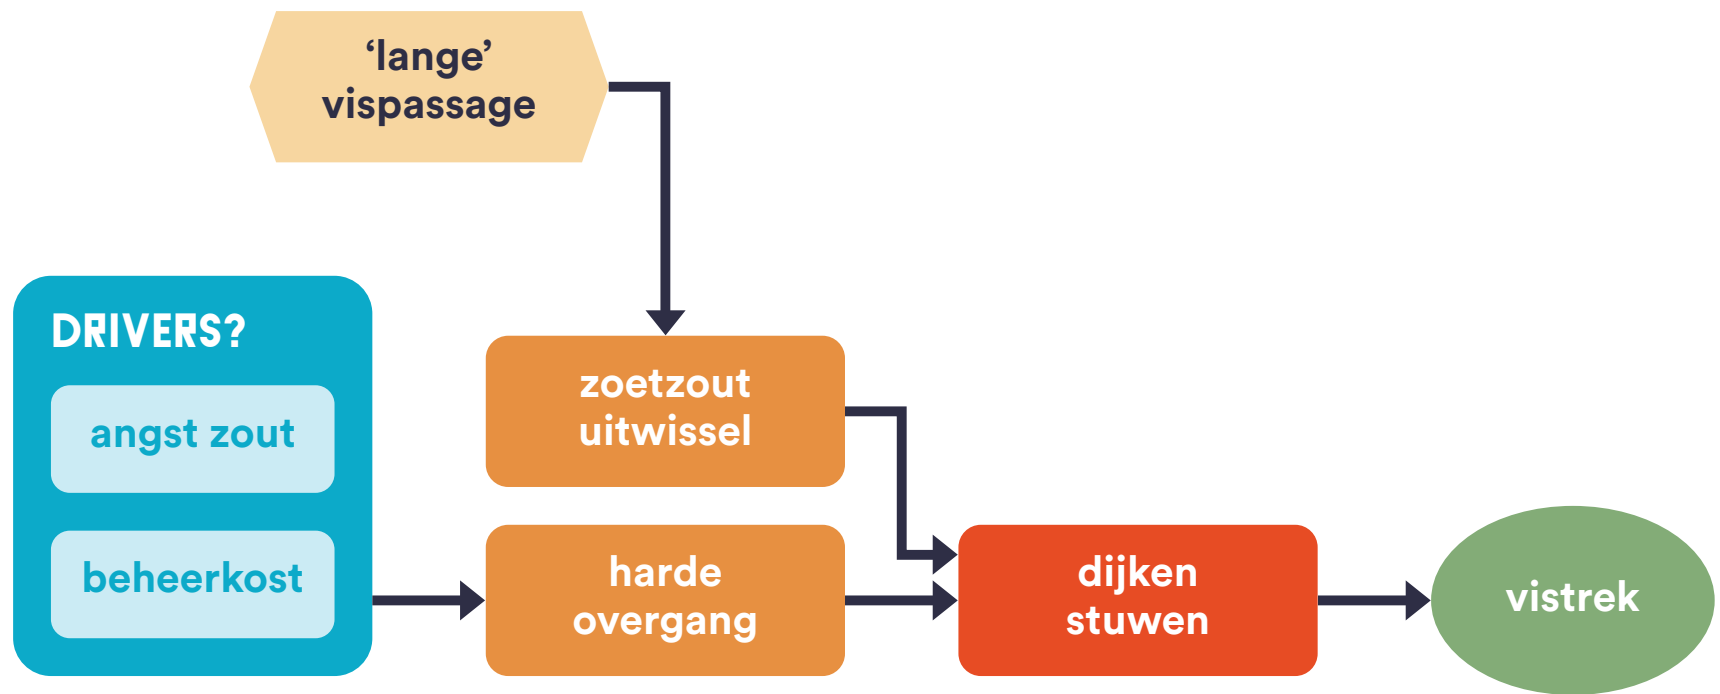 ‘lange’
vispassage
DRIVERS?
angst zout
beheerkost
zoetzout
uitwissel
harde
overgang
dijken
stuwen
vistrek